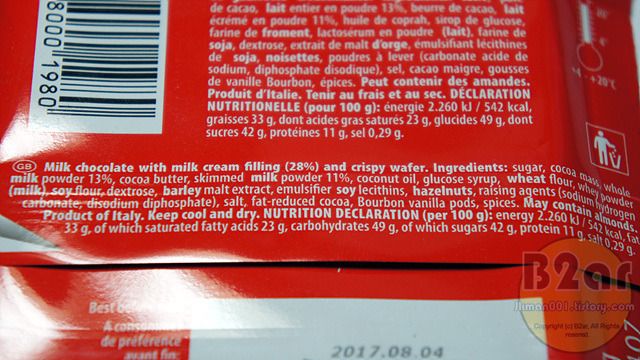 8000 1980
de cacao, lait entier en poudre 13%, beurre de cacao, lait
écrémé en poudre 11%, huile de coprah, sirop de glucose,
farine de froment, lactosérum en poudre (lait), farine de
soja, dextrose, extrait de malt d'orge, émulsifiant lécithines
de soja, noisettes, poudres à lever (carbonate acide de
sodium, diphosphate disodique), sel, cacao maigre, gousses
de vanille Bourbon, épices. Peut contenir des amandes.
Produit d'Italie. Tenir au frais et au sec. DÉCLARATION
NUTRITIONELLE (pour 100 g): énergie 2.260 kJ / 542 kcal,
graisses 33 g, dont acides gras saturés 23 g, glucides 49 g, dont
sucres 42 g, protéines 11 g, sel 0,29 g.
+20°C
GB Milk chocolate with milk cream filling (28%) and crispy wafer. Ingredients: sugar, cocoa mass, whole
milk powder 13%, cocoa butter, skimmed milk powder 11%, coconut oil, glucose syrup, wheat flour, whey powder
(milk), soy flour, dextrose, barley malt extract, emulsifier soy lecithins, hazelnuts, raising agents (sodium hydrogen
carbonate, disodium diphosphate), salt, fat-reduced cocoa, Bourbon vanilla pods, spices. May contain almonds.
Product of Italy. Keep cool and dry. NUTRITION DECLARATION (per 100 g): energy 2.260 kJ / 542 kcal, fat
33 g, of which saturated fatty acids 23 g, carbohydrates 49 g, of which sugars 42 g, protein 11 g, salt 0.29 g.
B2ar
Juman001.tistory.com
Copyright (c) B2ar, All Rights
reserved.
Best be
A consommer
de préférence
avant fin:
2017.08.04